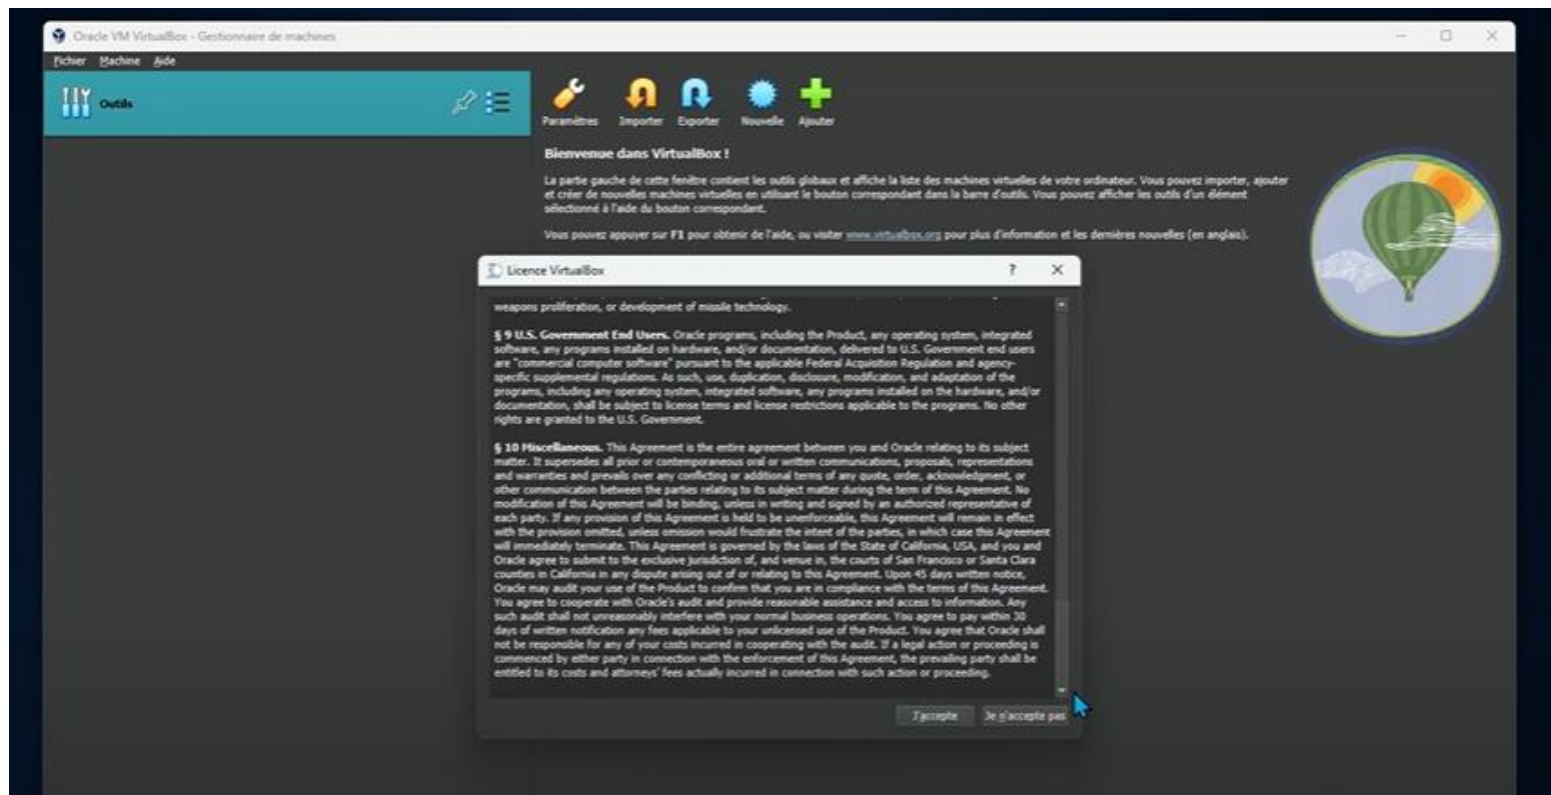 Oracle VM VirtualBox - Gestionnaire de machines
Fichier Machine Aide
Outils
Paramètres Importer Exporter Nouvelle Ajouter
Bienvenue dans VirtualBox !
La partie gauche de cette fenêtre contient les outils globaux et affiche la liste des machines virtuelles de votre ordinateur. Vous pouvez importer, ajouter
et créer de nouvelles machines virtuelles en utilisant le bouton correspondant dans la barre d'outils. Vous pouvez afficher les outils d'un élément
sélectionné à l'aide du bouton correspondant.
Vous pouvez appuyer sur F1 pour obtenir de l'aide, ou visiter www.virtualbox.org pour plus d'information et les dernières nouvelles (en anglais).
Licence VirtualBox
weapons proliferation, or development of missile technology.
§ 9 U.S. Government End Users. Oracle programs, including the Product, any operating system, integrated
software, any programs installed on hardware, and/or documentation, delivered to U.S. Government end users
are "commercial computer software" pursuant to the applicable Federal Acquisition Regulation and agency-
specific supplemental regulations. As such, use, duplication, disclosure, modification, and adaptation of the
programs, including any operating system, integrated software, any programs installed on the hardware, and/or
documentation, shall be subject to license terms and license restrictions applicable to the programs. No other
rights are granted to the U.S. Government.
§ 10 Miscellaneous. This Agreement is the entire agreement between you and Oracle relating to its subject
matter. It supersedes all prior or contemporaneous oral or written communications, proposals, representations
and warranties and prevails over any conflicting or additional terms of any quote, order, acknowledgment, or
other communication between the parties relating to its subject matter during the term of this Agreement. No
modification of this Agreement will be binding, unless in writing and signed by an authorized representative of
each party. If any provision of this Agreement is held to be unenforceable, this Agreement will remain in effect
with the provision omitted, unless omission would frustrate the intent of the parties, in which case this Agreement
will immediately terminate. This Agreement is governed by the laws of the State of California, USA, and you and
Oracle agree to submit to the exclusive jurisdiction of, and venue in, the courts of San Francisco or Santa Clara
counties in California in any dispute arising out of or relating to this Agreement. Upon 45 days written notice,
Oracle may audit your use of the Product to confirm that you are in compliance with the terms of this Agreement.
You agree to cooperate with Oracle's audit and provide reasonable assistance and access to information. Any
such audit shall not unreasonably interfere with your normal business operations. You agree to pay within 30
days of written notification any fees applicable to your unlicensed use of the Product. You agree that Oracle shall
not be responsible for any of your costs incurred in cooperating with the audit. If a legal action or proceeding is
commenced by either party in connection with the enforcement of this Agreement, the prevailing party shall be
entitled to its costs and attorneys' fees actually incurred in connection with such action or proceeding.
J'accepte Je n'accepte pas